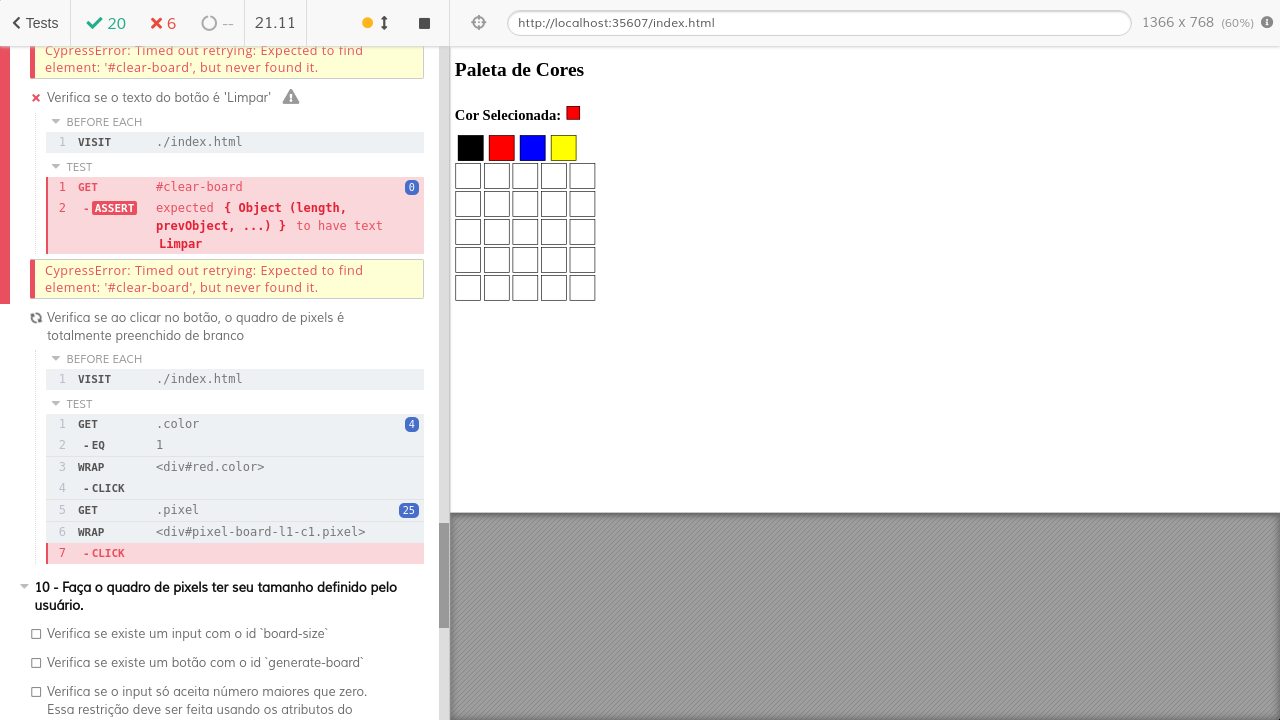 Tests
20
6
--
21.11
http://localhost:35607/index.html
1366 x 768 (60%)
CypressError: Timed out retrying: Expected to find
element: '#clear-board', but never found it.
Verifica se o texto do botão é 'Limpar'
BEFORE EACH
1 VISIT ./index.html
TEST
1 GET #clear-board 0
2 - ASSERT expected { Object (length,
prevObject, ...) } to have text
Limpar
CypressError: Timed out retrying: Expected to find
element: '#clear-board', but never found it.
Verifica se ao clicar no botão, o quadro de pixels é
totalmente preenchido de branco
BEFORE EACH
1 VISIT ./index.html
TEST
1 GET .color 4
2 - EQ 1
3 WRAP <div#red.color>
4 - CLICK
5 GET .pixel 25
6 WRAP <div#pixel-board-l1-c1.pixel>
7 - CLICK
10 - Faça o quadro de pixels ter seu tamanho definido pelo
usuário.
Verifica se existe um input com o id `board-size`
Verifica se existe um botão com o id `generate-board`
Verifica se o input só aceita número maiores que zero.
Essa restrição deve ser feita usando os atributos do
Paleta de Cores
Cor Selecionada: